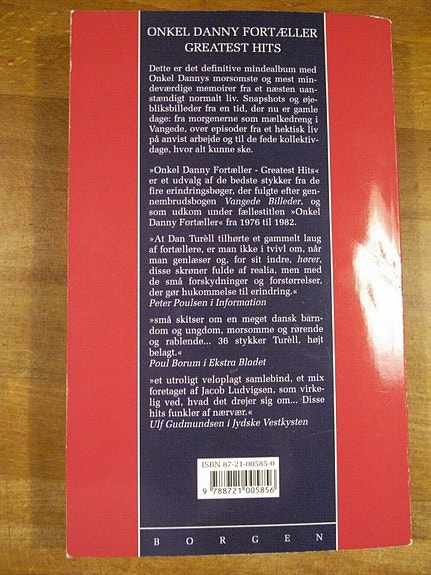 ONKEL DANNY FORTÆLLER
GREATEST HITS
Dette er det definitive mindealbum med
Onkel Dannys morsomste og mest min-
deværdige memoirer fra et næsten uan-
stændigt normalt liv. Snapshots og øje-
bliksbilleder fra en tid, der nu er gamle
dage: fra morgenerne som mælkedreng i
Vangede, over episoder fra et hektisk liv
på anvist arbejde og til de fede kollektiv-
dage, hvor alt kunne ske.
»Onkel Danny Fortæller - Greatest Hits«
er et udvalg af de bedste stykker fra de
fire erindringsbøger, der fulgte efter gen-
nembrudsbogen Vangede Billeder, og
som udkom under fællestitlen »Onkel
Danny Fortæller« fra 1976 til 1982.
»At Dan Turèll tilhørte et gammelt laug
af fortællere, er man ikke i tvivl om, når
man genlæser og, for sit indre, hører,
disse skrøner fulde af realia, men med
de små forskydninger og forstørrelser,
der gør hukommelse til erindring.«
Peter Poulsen i Information
»små skitser om en meget dansk barn-
dom og ungdom, morsomme og rørende
og rablende... 36 stykker Turèll, højt
belagt.«
Poul Borum i Ekstra Bladet
»et utroligt veloplagt samlebind, et mix
foretaget af Jacob Ludvigsen, som virke-
lig ved, hvad det drejer sig om... Disse
hits funkler af nærvær.«
Ulf Gudmundsen i Jydske Vestkysten
ISBN 87-21-00585-0
9 788721 005856
BORGEN